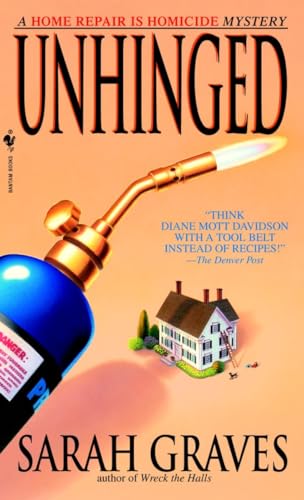 A HOME REPAIR IS HOMICIDE MYSTERY
UNHINGED
BANTAM BOOKS
"THINK
DIANE MOTT DAVIDSON
WITH A TOOL BELT
INSTEAD OF RECIPES!"
—The Denver Post
DANGER:
SARAH GRAVES
author of Wreck the Halls